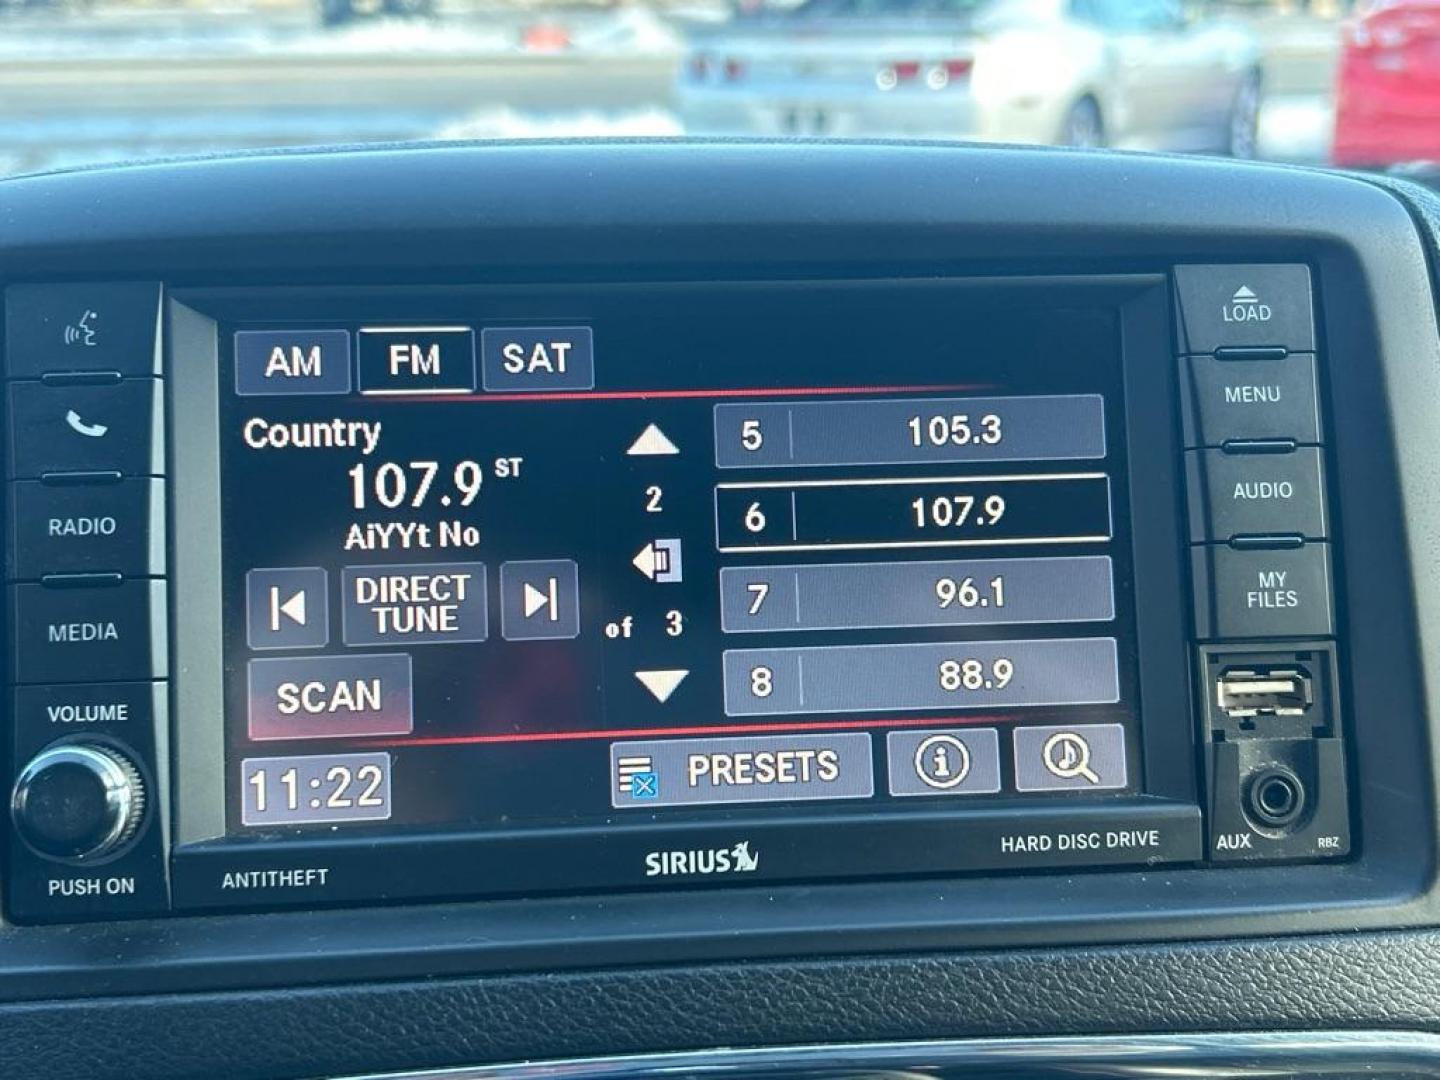 AM FM SAT
Country
107.9 ST
AiYYt No
DIRECT
TUNE
SCAN
11:22
2
of 3
5 105.3
6 107.9
7 96.1
8 88.9
PRESETS
i
RADIO
MEDIA
VOLUME
PUSH ON
ANTITHEFT
SIRIUS
HARD DISC DRIVE
LOAD
MENU
AUDIO
MY
FILES
AUX
RBZ